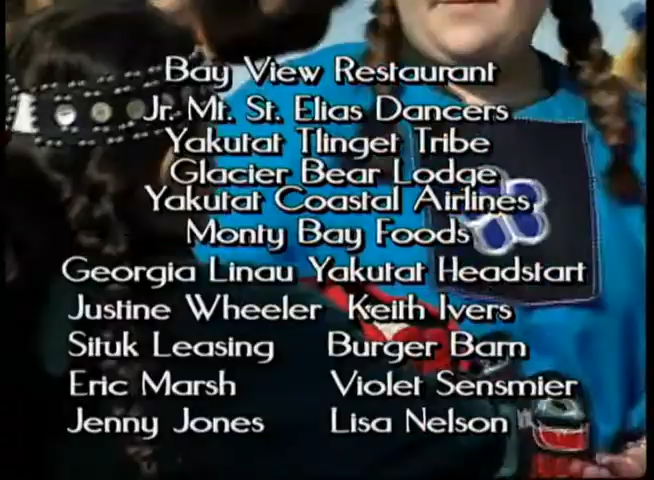 Bay View Restaurant
Jr. Mt. St. Elias Dancers
Yakutat Tlinget Tribe
Glacier Bear Lodge
Yakutat Coastal Airlines
Monty Bay Foods
Georgia Linau Yakutat Headstart
Justine Wheeler Keith Ivers
Situk Leasing Burger Barn
Eric Marsh Violet Sensmier
Jenny Jones Lisa Nelson